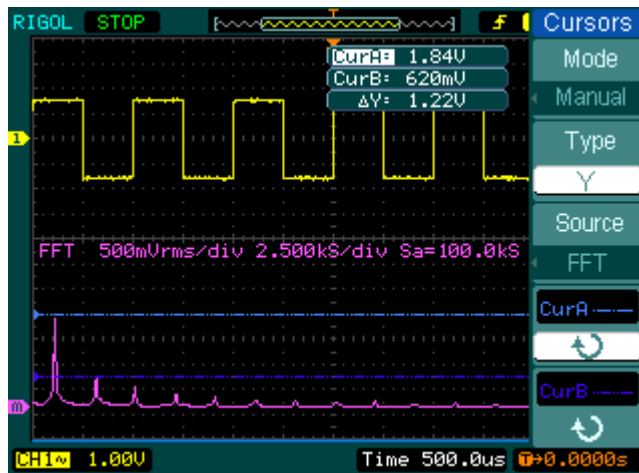 RIGOL STOP
Cursors
CurA: 1.84V
CurB: 620mV
ΔY: 1.22V
Mode
Manual
Type
Y
Source
FFT
1
FFT 500mVrms/div 2.500kS/div Sa=100.0kS
CurA
M
CurB
CH1 1.00V
Time 500.0us
T→0.0000s